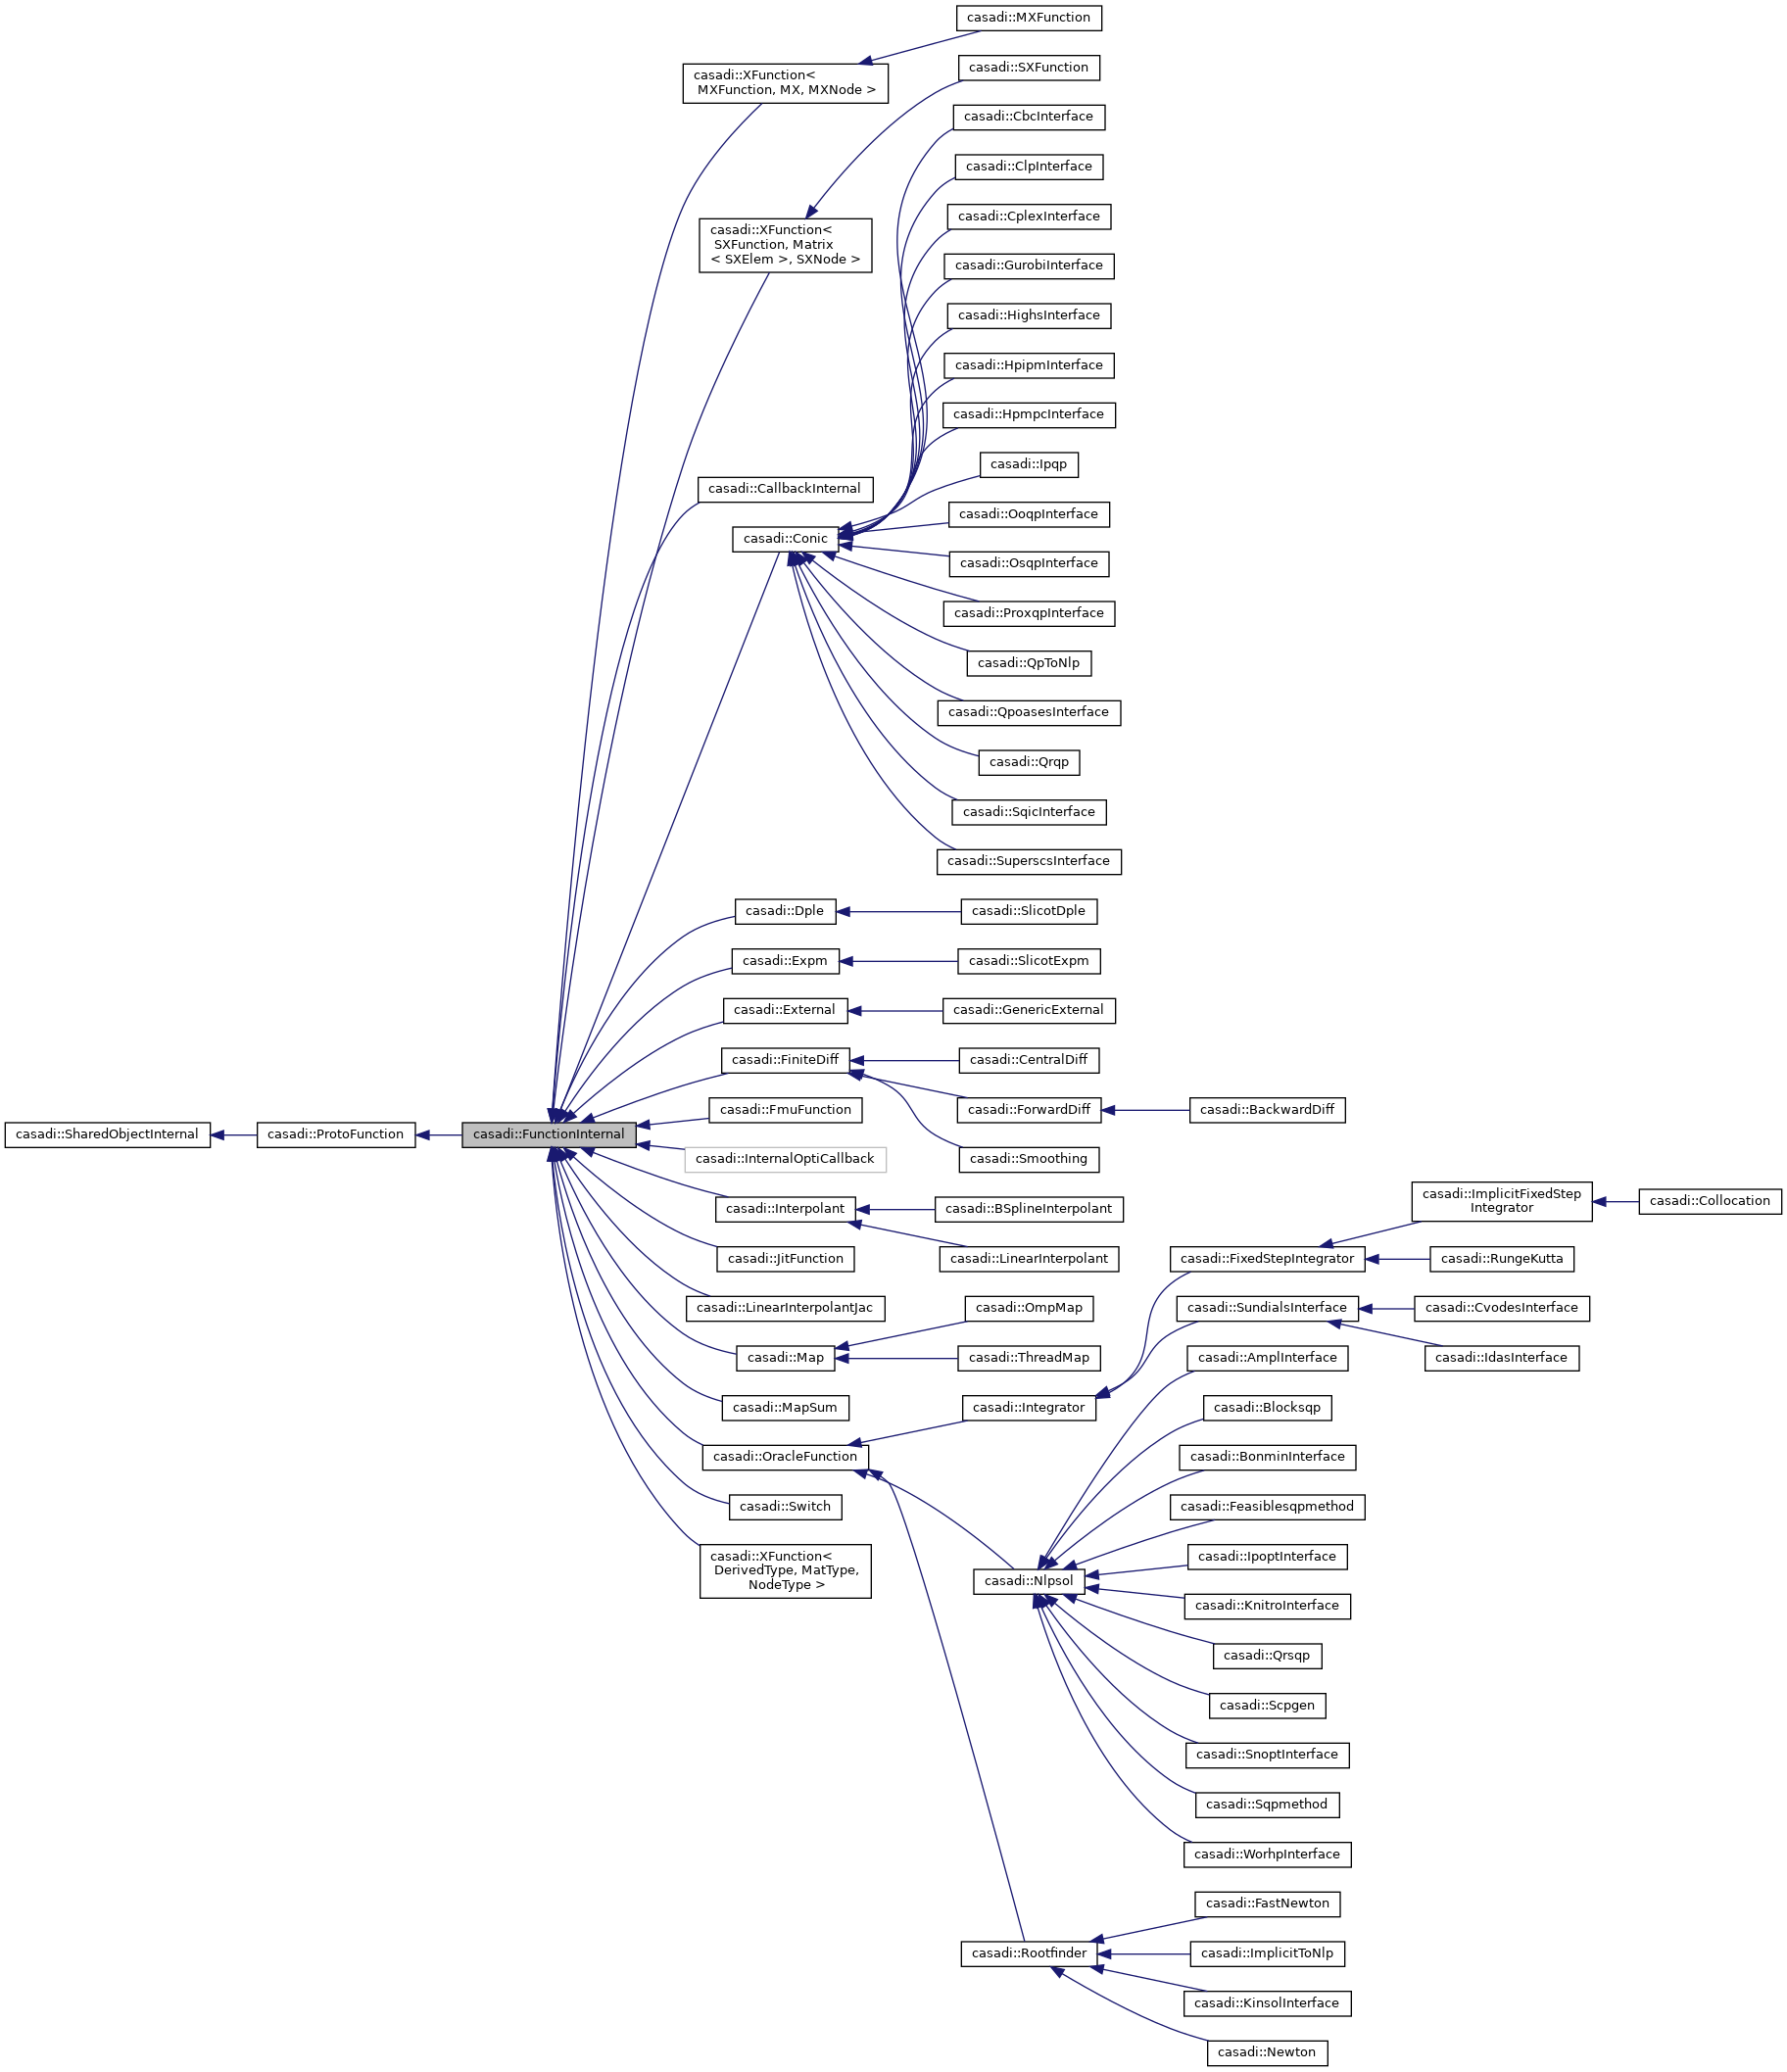 casadi::MXFunction
casadi::XFunction<
MXFunction, MX, MXNode >
casadi::SXFunction
casadi::CbcInterface
casadi::ClpInterface
casadi::CplexInterface
casadi::XFunction<
SXFunction, Matrix
< SXElem >, SXNode >
casadi::GurobiInterface
casadi::HighsInterface
casadi::HpipmInterface
casadi::HpmpcInterface
casadi::Ipqp
casadi::CallbackInternal
casadi::OoqpInterface
casadi::Conic
casadi::OsqpInterface
casadi::ProxqpInterface
casadi::QpToNlp
casadi::QpoasesInterface
casadi::Qrqp
casadi::SqicInterface
casadi::SuperscsInterface
casadi::Dple
casadi::SlicotDple
casadi::Expm
casadi::SlicotExpm
casadi::External
casadi::GenericExternal
casadi::FiniteDiff
casadi::CentralDiff
casadi::FmuFunction
casadi::ForwardDiff
casadi::BackwardDiff
casadi::SharedObjectInternal
casadi::ProtoFunction
casadi::FunctionInternal
casadi::InternalOptiCallback
casadi::Smoothing
casadi::ImplicitFixedStep
Integrator
casadi::Collocation
casadi::Interpolant
casadi::BSplineInterpolant
casadi::JitFunction
casadi::LinearInterpolant
casadi::FixedStepIntegrator
casadi::RungeKutta
casadi::LinearInterpolantJac
casadi::OmpMap
casadi::SundialsInterface
casadi::CvodesInterface
casadi::Map
casadi::ThreadMap
casadi::AmplInterface
casadi::IdasInterface
casadi::MapSum
casadi::Integrator
casadi::Blocksqp
casadi::OracleFunction
casadi::BonminInterface
casadi::Switch
casadi::Feasiblesqpmethod
casadi::XFunction<
DerivedType, MatType,
NodeType >
casadi::IpoptInterface
casadi::Nlpsol
casadi::KnitroInterface
casadi::Qrsqp
casadi::Scpgen
casadi::SnoptInterface
casadi::Sqpmethod
casadi::WorhpInterface
casadi::FastNewton
casadi::Rootfinder
casadi::ImplicitToNlp
casadi::KinsolInterface
casadi::Newton